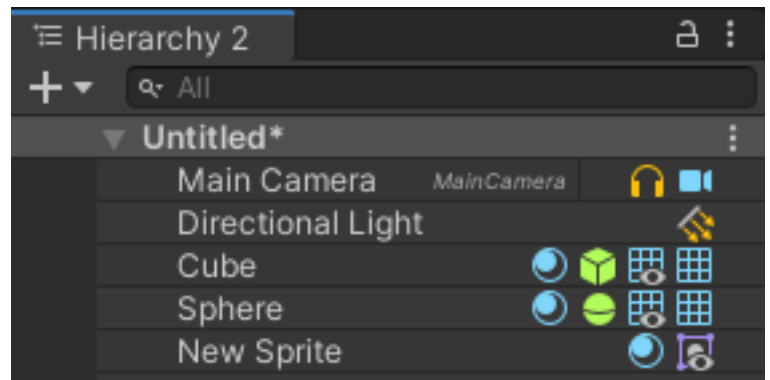 Hierarchy 2
All
Untitled*
Main Camera MainCamera
Directional Light
Cube
Sphere
New Sprite